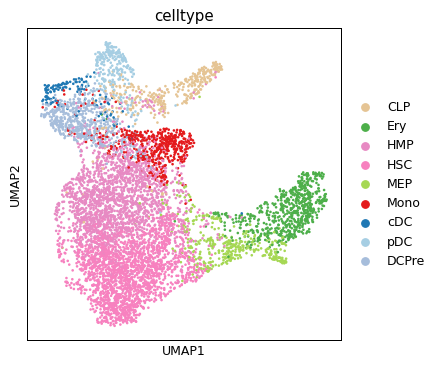 celltype
UMAP2
UMAP1
CLP
Ery
HMP
HSC
MEP
Mono
cDC
pDC
DCPre